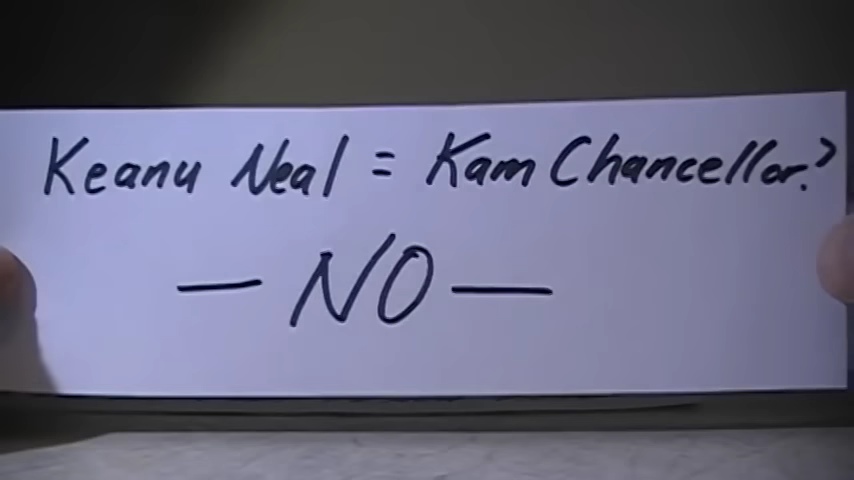 Keanu Neal = Kam Chancellor?
— NO —